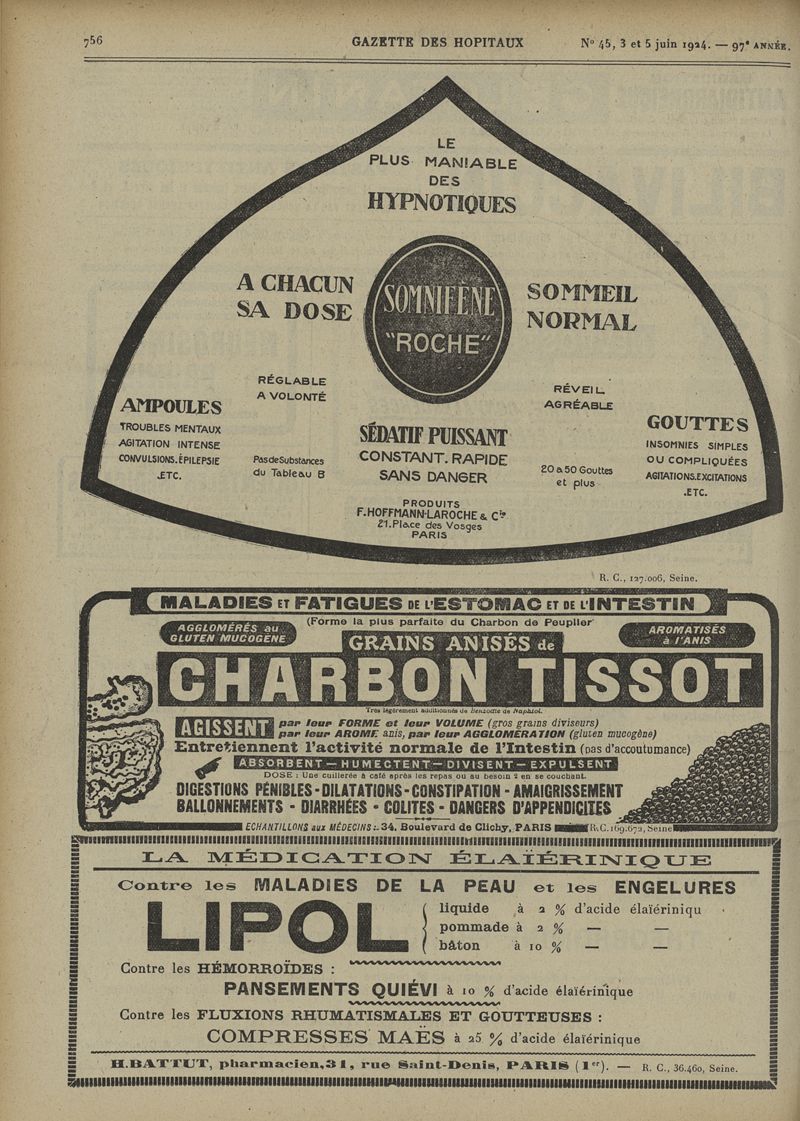 756
GAZETTE DES HOPITAUX
N° 45, 3 et 5 juin 1924. — 97e ANNÉE.
LE
PLUS MANIABLE
DES
HYPNOTIQUES
A CHACUN
SA DOSE
SOMNIFÈNE
"ROCHE"
SOMMEIL
NORMAL
RÉGLABLE
A VOLONTÉ
RÉVEIL
AGRÉABLE
AMPOULES
TROUBLES MENTAUX
AGITATION INTENSE
CONVULSIONS.ÉPILEPSIE
.ETC.
Pas de Substances
du Tableau B
SÉDATIF PUISSANT
CONSTANT. RAPIDE
SANS DANGER
20 a 50 Gouttes
et plus
GOUTTES
INSOMNIES SIMPLES
OU COMPLIQUÉES
AGITATIONS.EXCITATIONS
.ETC.
PRODUITS
F. HOFFMANN-LAROCHE & Cie
21. Place des Vosges
PARIS
R. C., 127.006, Seine.
MALADIES ET FATIGUES DE L'ESTOMAC ET DE L'INTESTIN
(Forme la plus parfaite du Charbon de Peuplier
AGGLOMÉRÉS au
GLUTEN MUCOGÈNE
GRAINS ANISÉS de
AROMATISÉS
à l'ANIS
CHARBON TISSOT
Très légèrement additionnés de Benzoate de Naphtol.
AGISSENT
par leur FORME et leur VOLUME (gros grains diviseurs)
par leur AROME anis, par leur AGGLOMÉRATION (gluten mucogène)
Entretiennent l'activité normale de l'Intestin (pas d'accoutumance)
ABSORBENT — HUMECTENT — DIVISENT — EXPULSENT
DOSE : Une cuillerée à café après les repas ou au besoin 2 en se couchant.
DIGESTIONS PÉNIBLES - DILATATIONS - CONSTIPATION - AMAIGRISSEMENT
BALLONNEMENTS - DIARRHÉES - COLITES - DANGERS D'APPENDICITES
ECHANTILLONS aux MÉDECINS : 34, Boulevard de Clichy, PARIS R. C. 169.672, Seine
LA MÉDICATION ÉLAÏÉRINIQUE
Contre les MALADIES DE LA PEAU et les ENGELURES
LIPOL
liquide à 2 % d'acide élaïériniqu
pommade à 2 % — —
bâton à 10 % — —
Contre les HÉMORROÏDES :
PANSEMENTS QUIÉVI à 10 % d'acide élaïérinique
Contre les FLUXIONS RHUMATISMALES ET GOUTTEUSES :
COMPRESSES MAËS à 25 % d'acide élaïérinique
H. BATTUT, pharmacien, 31, rue Saint-Denis, PARIS (1er). — R. C., 36.460, Seine.